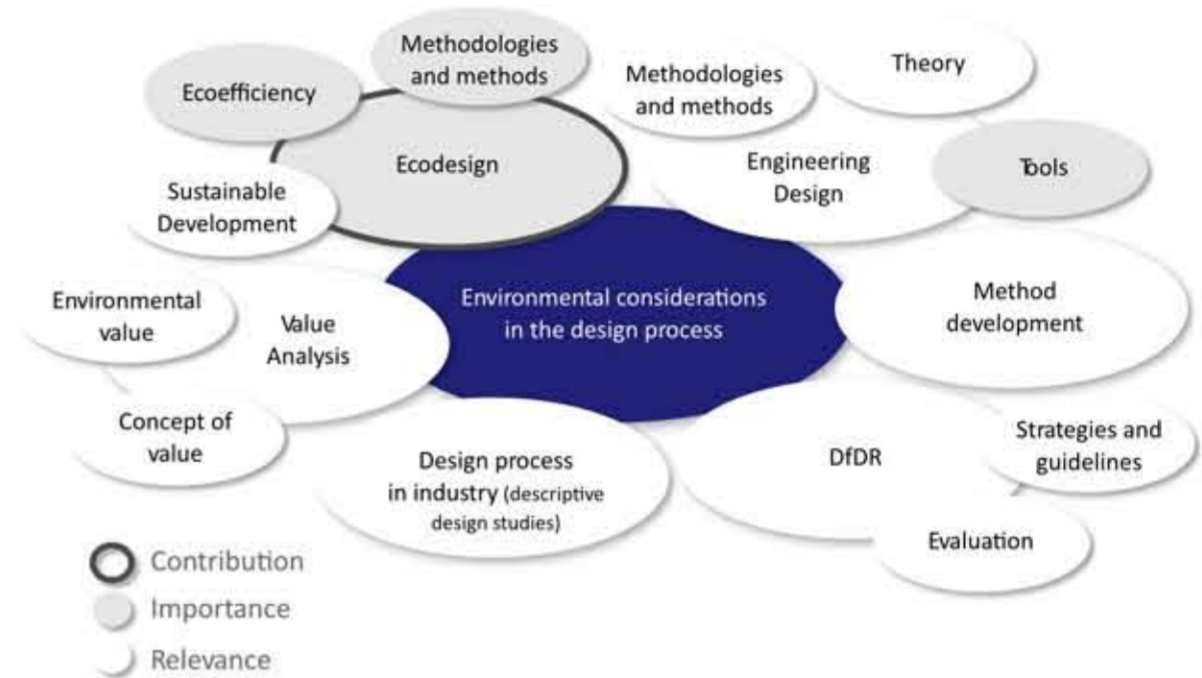 Methodologies
and methods
Ecoefficiency
Ecodesign
Sustainable
Development
Methodologies
and methods
Theory
Engineering
Design
Tools
Environmental considerations
in the design process
Method
development
Environmental
value
Value
Analysis
Concept of
value
Design process
in industry (descriptive
design studies)
DfDR
Strategies and
guidelines
Evaluation
Contribution
Importance
Relevance